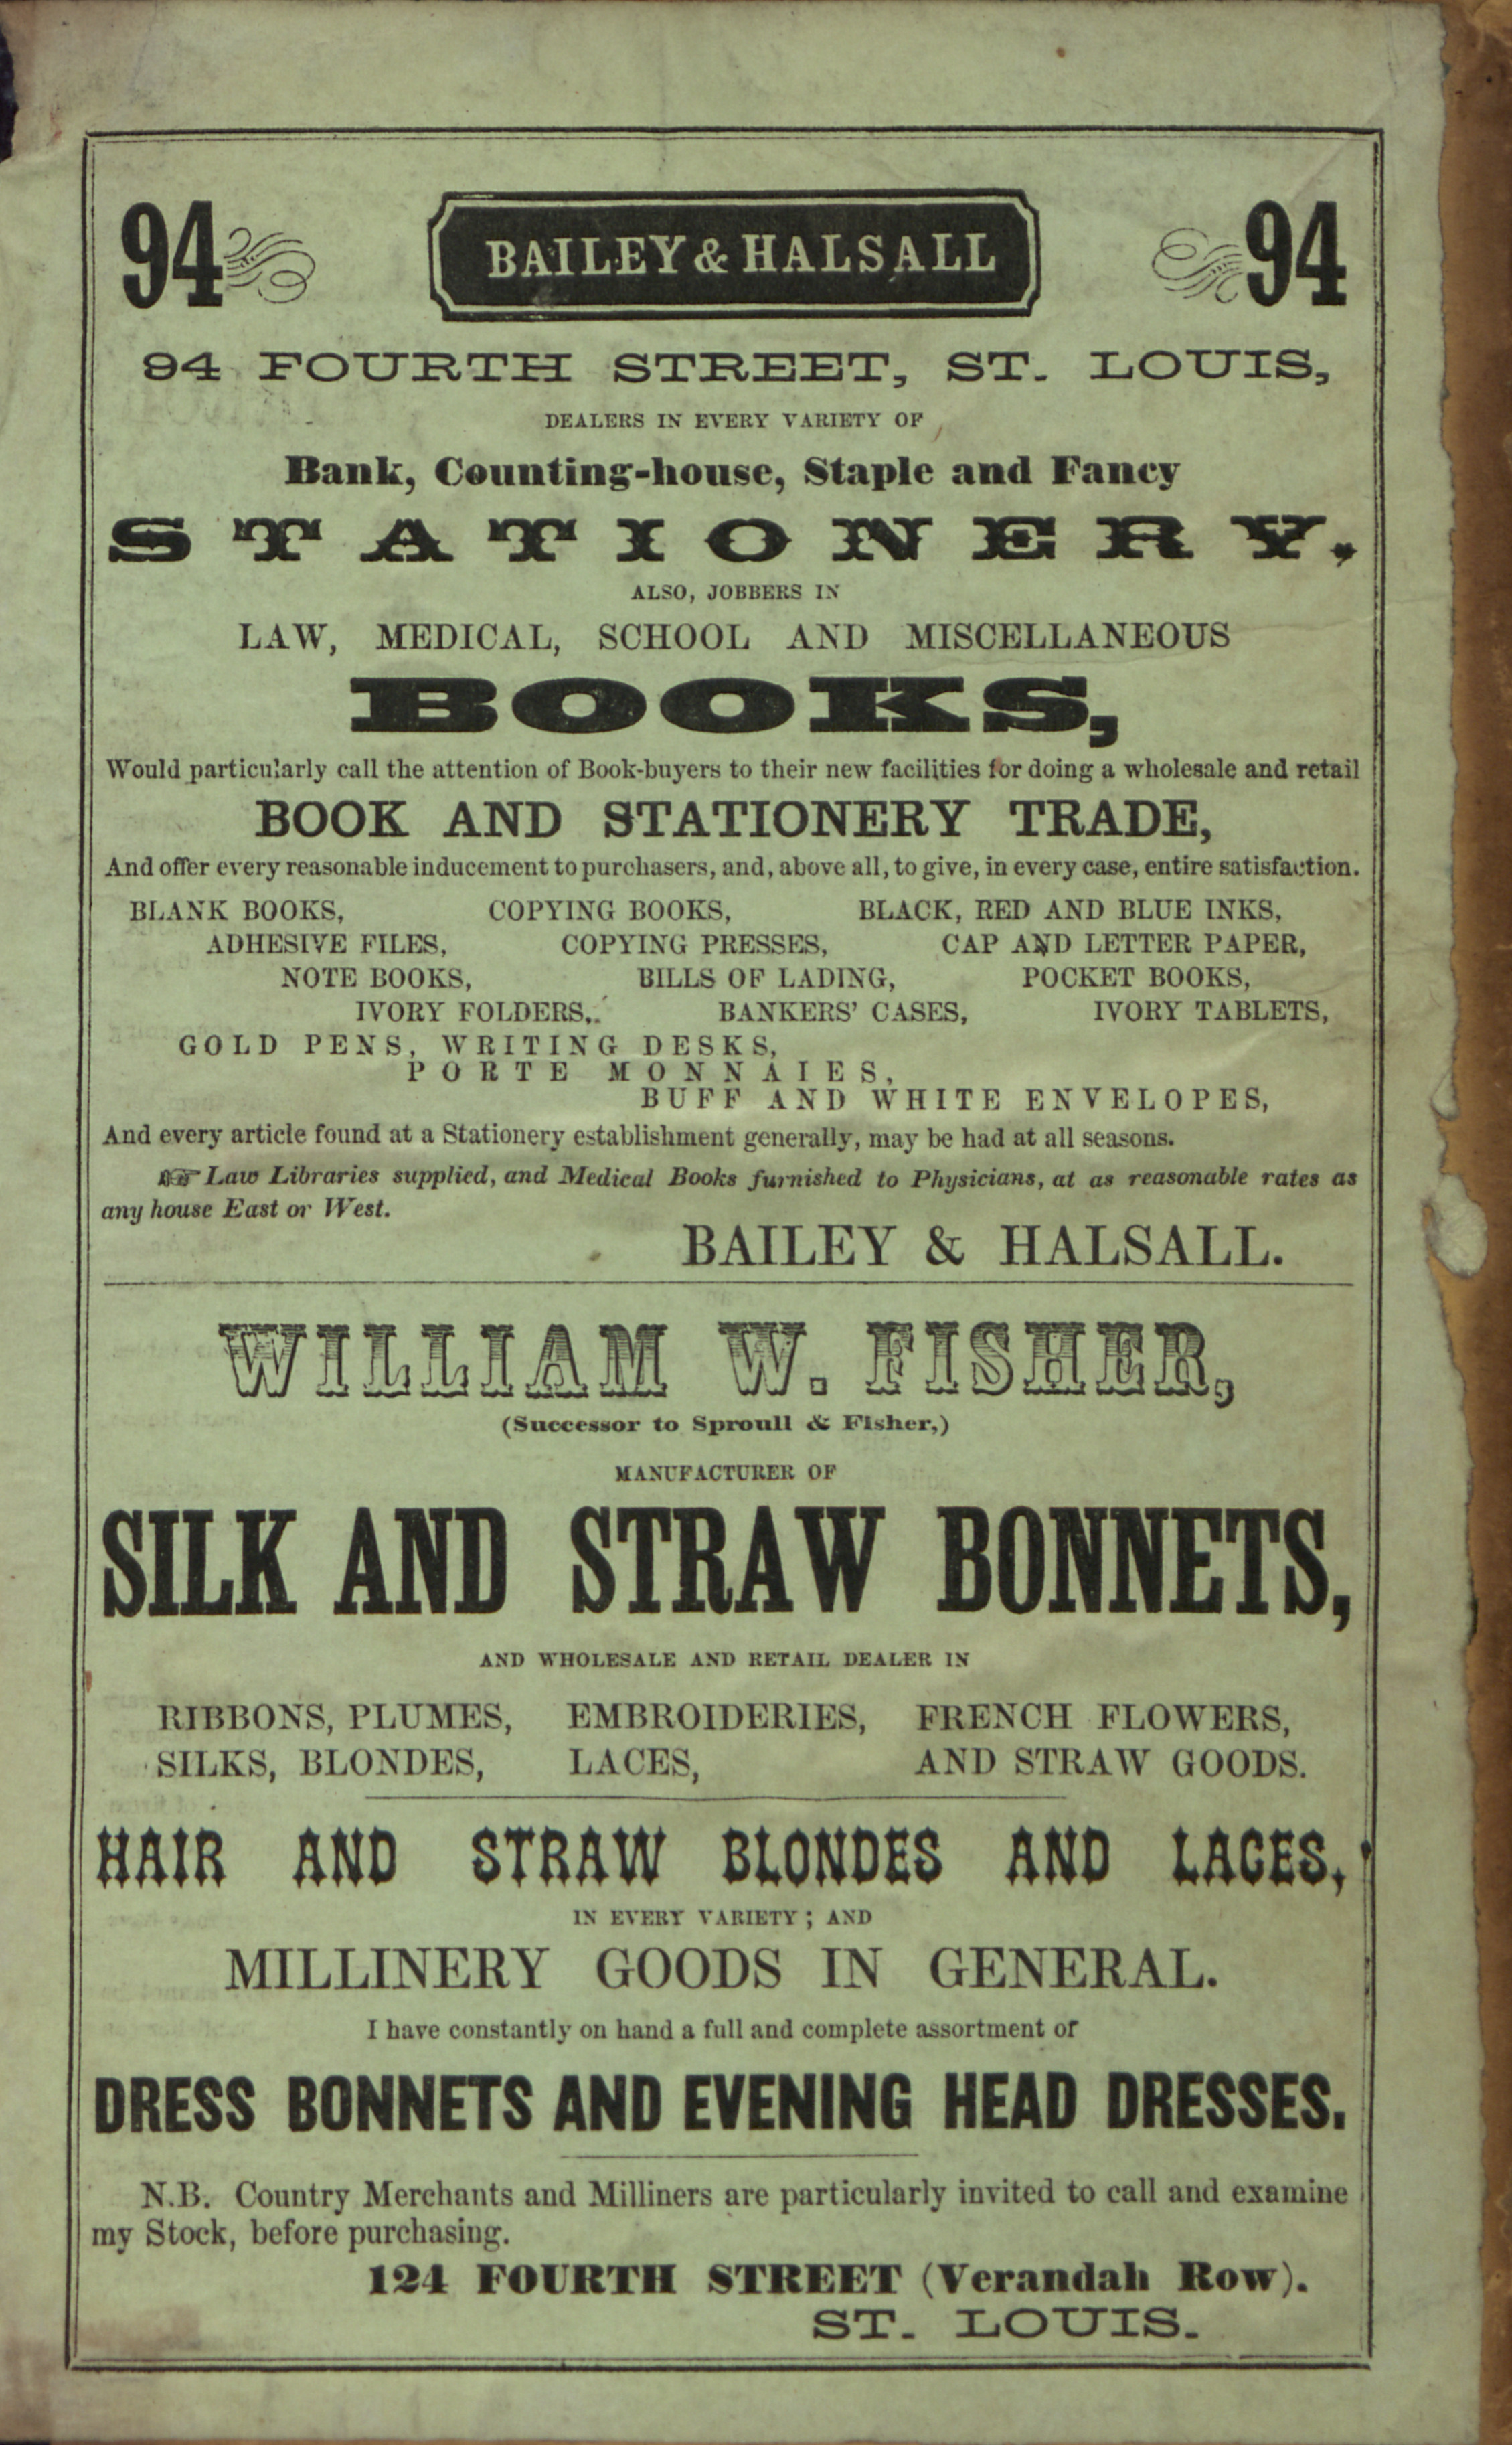 94 BAILEY & HALSALL 94
94 FOURTH STREET, ST. LOUIS,
DEALERS IN EVERY VARIETY OF
Bank, Counting-house, Staple and Fancy
STATIONERY,
ALSO, JOBBERS IN
LAW, MEDICAL, SCHOOL AND MISCELLANEOUS
BOOKS,
Would particularly call the attention of Book-buyers to their new facilities for doing a wholesale and retail
BOOK AND STATIONERY TRADE,
And offer every reasonable inducement to purchasers, and, above all, to give, in every case, entire satisfaction.
BLANK BOOKS, COPYING BOOKS, BLACK, RED AND BLUE INKS,
ADHESIVE FILES, COPYING PRESSES, CAP AND LETTER PAPER,
NOTE BOOKS, BILLS OF LADING, POCKET BOOKS,
IVORY FOLDERS, BANKERS' CASES, IVORY TABLETS,
GOLD PENS, WRITING DESKS,
PORTE MONNAIES,
BUFF AND WHITE ENVELOPES,
And every article found at a Stationery establishment generally, may be had at all seasons.
☞ Law Libraries supplied, and Medical Books furnished to Physicians, at as reasonable rates as
any house East or West.
BAILEY & HALSALL.
WILLIAM W. FISHER,
(Successor to Sproull & Fisher,)
MANUFACTURER OF
SILK AND STRAW BONNETS,
AND WHOLESALE AND RETAIL DEALER IN
RIBBONS, PLUMES, EMBROIDERIES, FRENCH FLOWERS,
SILKS, BLONDES, LACES, AND STRAW GOODS.
HAIR AND STRAW BLONDES AND LACES,
IN EVERY VARIETY; AND
MILLINERY GOODS IN GENERAL.
I have constantly on hand a full and complete assortment of
DRESS BONNETS AND EVENING HEAD DRESSES.
N.B. Country Merchants and Milliners are particularly invited to call and examine
my Stock, before purchasing.
124 FOURTH STREET (Verandah Row).
ST. LOUIS.